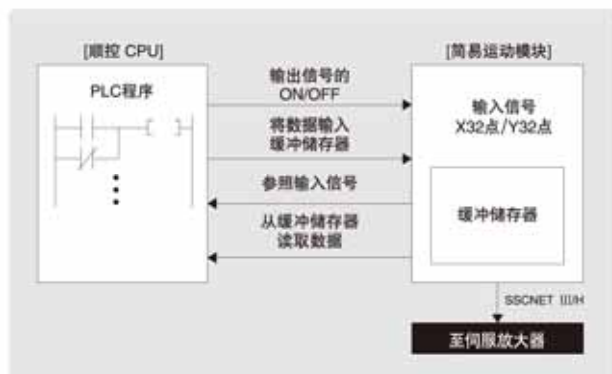 [顺控 CPU]
PLC程序
输出信号的
ON/OFF
将数据输入
缓冲储存器
参照输入信号
从缓冲储存器
读取数据
[简易运动模块]
输入信号
X32点/Y32点
缓冲储存器
SSCNET III/H
至伺服放大器